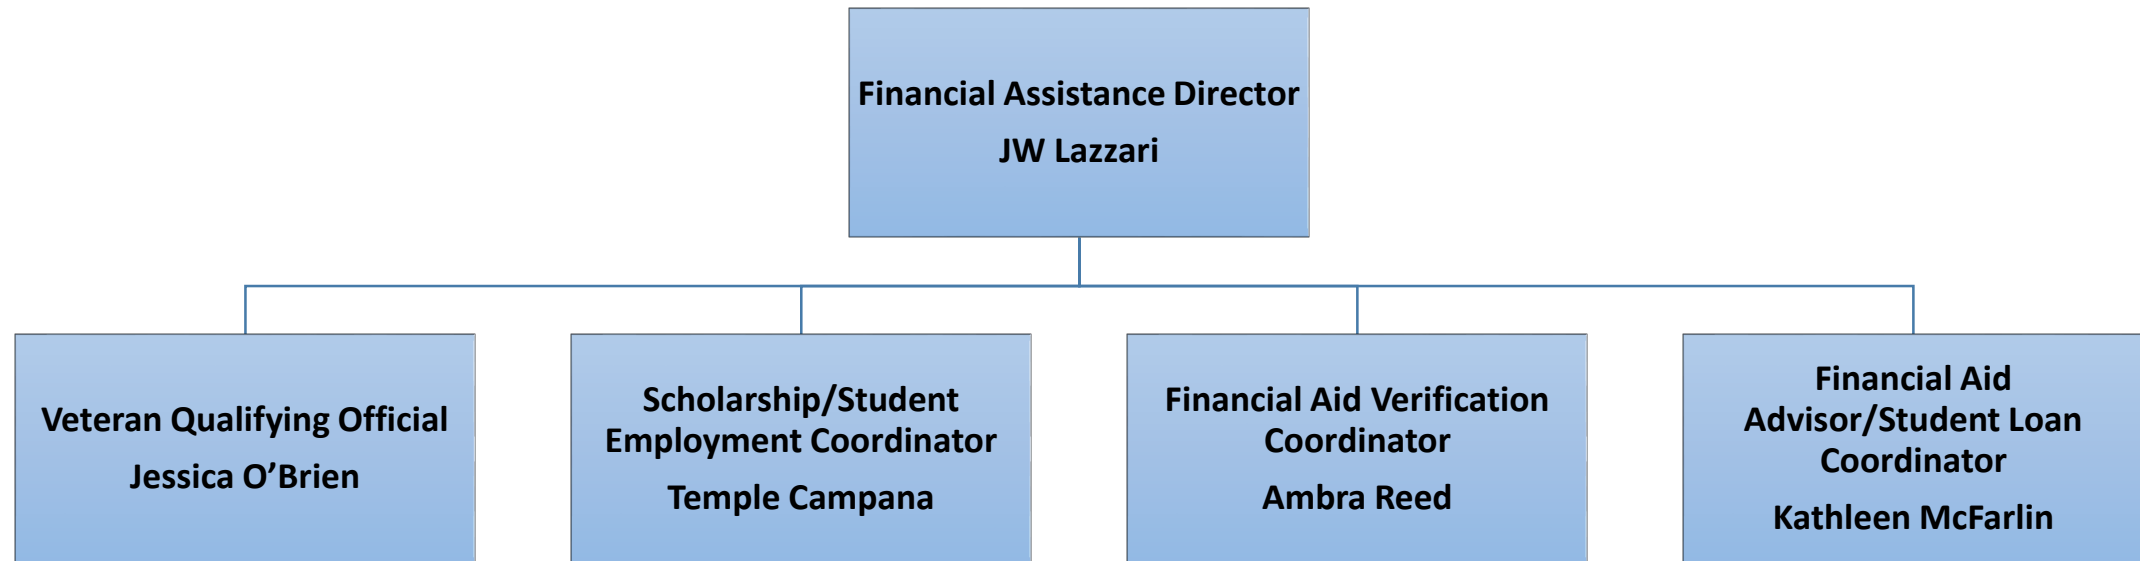 Financial Assistance Director
JW Lazzari
Veteran Qualifying Official
Jessica O’Brien
Scholarship/Student
Employment Coordinator
Temple Campana
Financial Aid Verification
Coordinator
Ambra Reed
Financial Aid
Advisor/Student Loan
Coordinator
Kathleen McFarlin